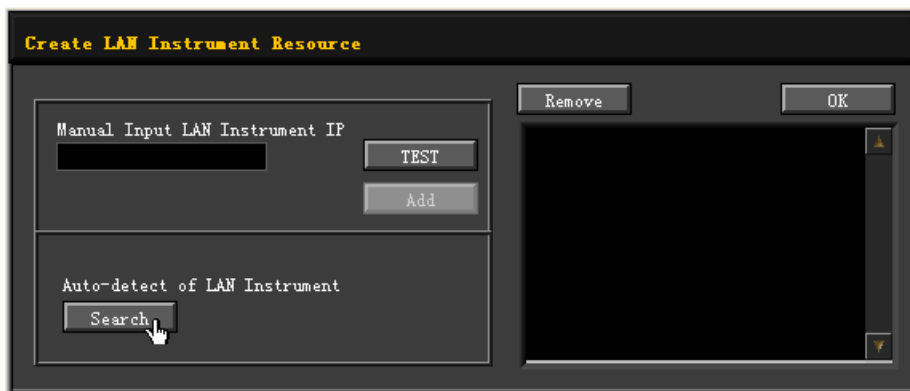 Create LAN Instrument Resource
Remove
OK
Manual Input LAN Instrument IP
TEST
Add
Auto-detect of LAN Instrument
Search